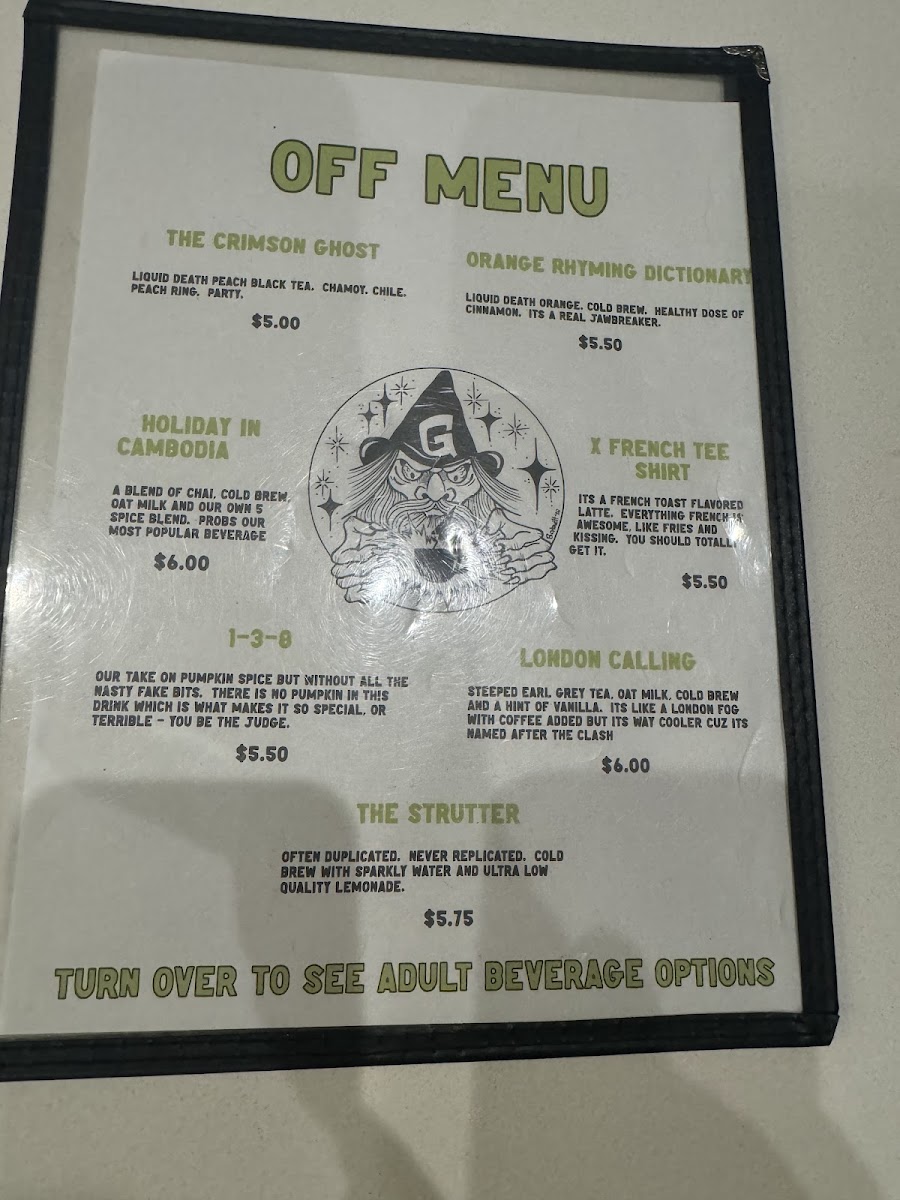 OFF MENU
THE CRIMSON GHOST
LIQUID DEATH PEACH BLACK TEA. CHAMOY. CHILE.
PEACH RING. PARTY.
$5.00
ORANGE RHYMING DICTIONARY
LIQUID DEATH ORANGE. COLD BREW. HEALTHY DOSE OF
CINNAMON. ITS A REAL JAWBREAKER.
$5.50
HOLIDAY IN
CAMBODIA
A BLEND OF CHAI, COLD BREW,
OAT MILK AND OUR OWN 5
SPICE BLEND. PROBS OUR
MOST POPULAR BEVERAGE
$6.00
G
X FRENCH TEE
SHIRT
ITS A FRENCH TOAST FLAVORED
LATTE. EVERYTHING FRENCH IS
AWESOME, LIKE FRIES AND
KISSING. YOU SHOULD TOTALLY
GET IT.
$5.50
1-3-8
OUR TAKE ON PUMPKIN SPICE BUT WITHOUT ALL THE
NASTY FAKE BITS. THERE IS NO PUMPKIN IN THIS
DRINK WHICH IS WHAT MAKES IT SO SPECIAL, OR
TERRIBLE - YOU BE THE JUDGE.
$5.50
LONDON CALLING
STEEPED EARL GREY TEA, OAT MILK, COLD BREW
AND A HINT OF VANILLA. ITS LIKE A LONDON FOG
WITH COFFEE ADDED BUT ITS WAY COOLER CUZ ITS
NAMED AFTER THE CLASH
$6.00
THE STRUTTER
OFTEN DUPLICATED. NEVER REPLICATED. COLD
BREW WITH SPARKLY WATER AND ULTRA LOW
QUALITY LEMONADE.
$5.75
TURN OVER TO SEE ADULT BEVERAGE OPTIONS